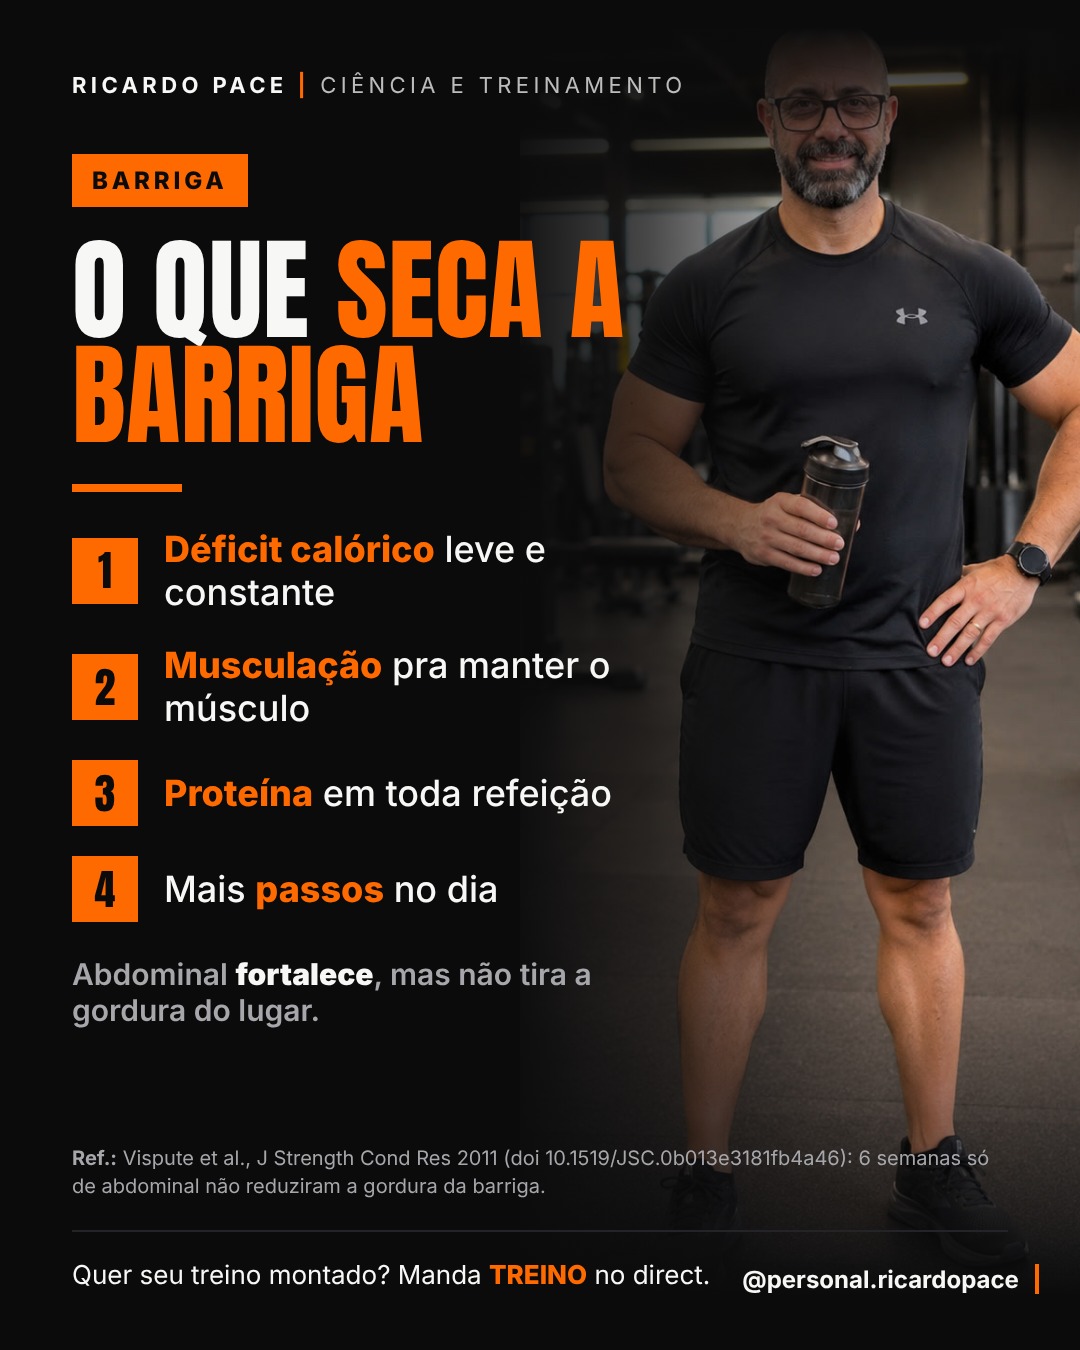 RICARDO PACE | CIÊNCIA E TREINAMENTO
BARRIGA
O QUE SECA A
BARRIGA
1 Déficit calórico leve e
constante
2 Musculação pra manter o
músculo
3 Proteína em toda refeição
4 Mais passos no dia
Abdominal fortalece, mas não tira a
gordura do lugar.
Ref.: Vispute et al., J Strength Cond Res 2011 (doi 10.1519/JSC.0b013e3181fb4a46): 6 semanas só
de abdominal não reduziram a gordura da barriga.
Quer seu treino montado? Manda TREINO no direct.
@personal.ricardopace